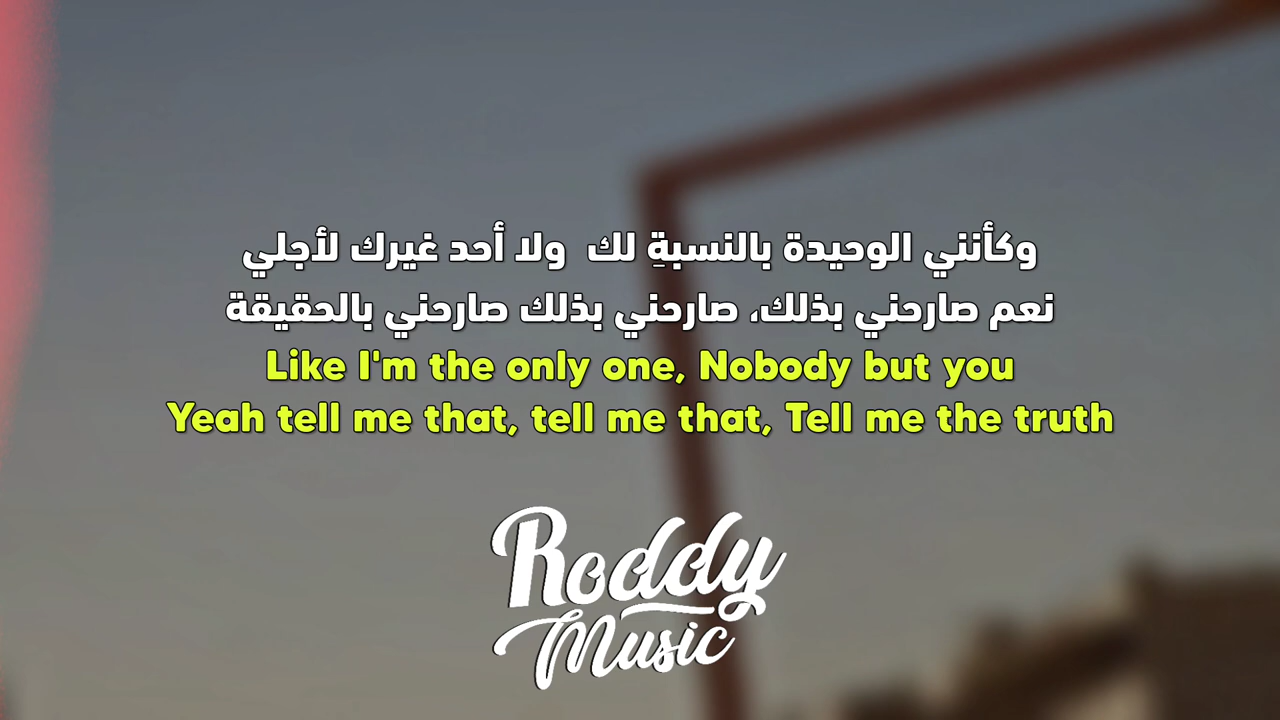 وكأنني الوحيدة بالنسبةِ لك  ولا أحد غيرك لأجلي
نعم صارحني بذلك، صارحني بذلك صارحني بالحقيقة
Like I'm the only one, Nobody but you
Yeah tell me that, tell me that, Tell me the truth
Roddy
Music